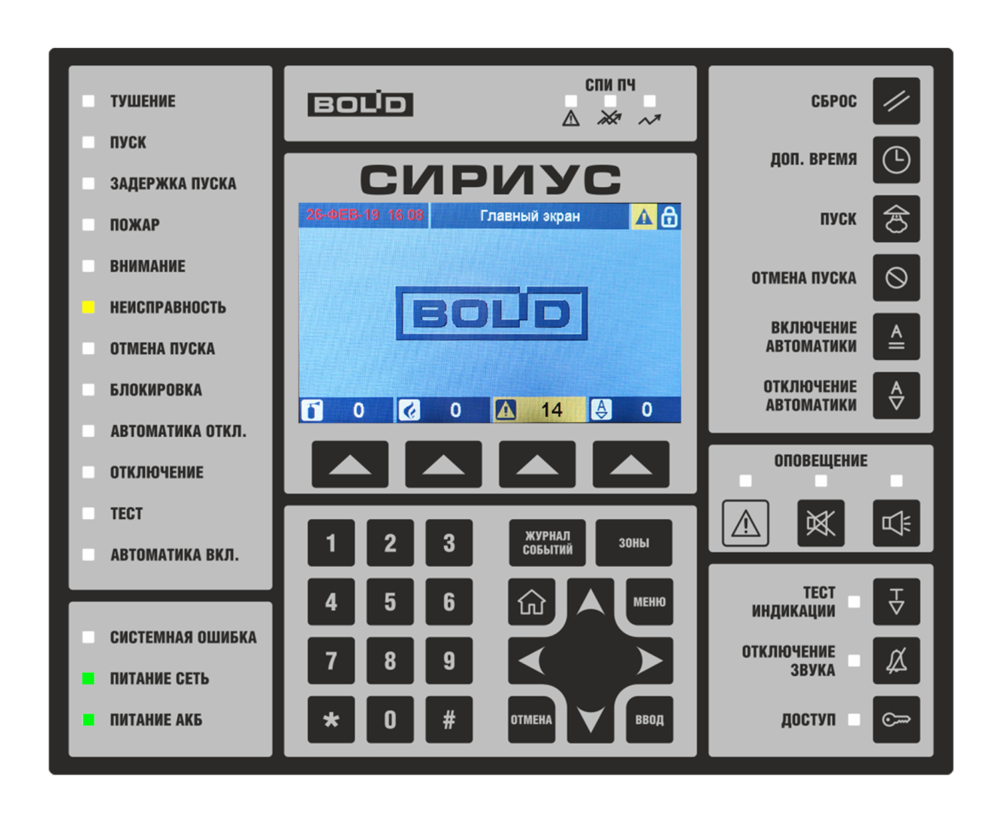 ТУШЕНИЕ
ПУСК
ЗАДЕРЖКА ПУСКА
ПОЖАР
ВНИМАНИЕ
НЕИСПРАВНОСТЬ
ОТМЕНА ПУСКА
БЛОКИРОВКА
АВТОМАТИКА ОТКЛ.
ОТКЛЮЧЕНИЕ
ТЕСТ
АВТОМАТИКА ВКЛ.
СИСТЕМНАЯ ОШИБКА
ПИТАНИЕ СЕТЬ
ПИТАНИЕ АКБ
BOLID
СПИ ПЧ
СИРИУС
26-ФЕВ-19 16:08 Главный экран
BOLID
0 0 14 A 0
1 2 3
4 5 6
7 8 9
* 0 #
ЖУРНАЛ
СОБЫТИЙ
ЗОНЫ
МЕНЮ
ОТМЕНА
ВВОД
СБРОС
ДОП. ВРЕМЯ
ПУСК
ОТМЕНА ПУСКА
ВКЛЮЧЕНИЕ
АВТОМАТИКИ
A
ОТКЛЮЧЕНИЕ
АВТОМАТИКИ
A
ОПОВЕЩЕНИЕ
ТЕСТ
ИНДИКАЦИИ
ОТКЛЮЧЕНИЕ
ЗВУКА
ДОСТУП